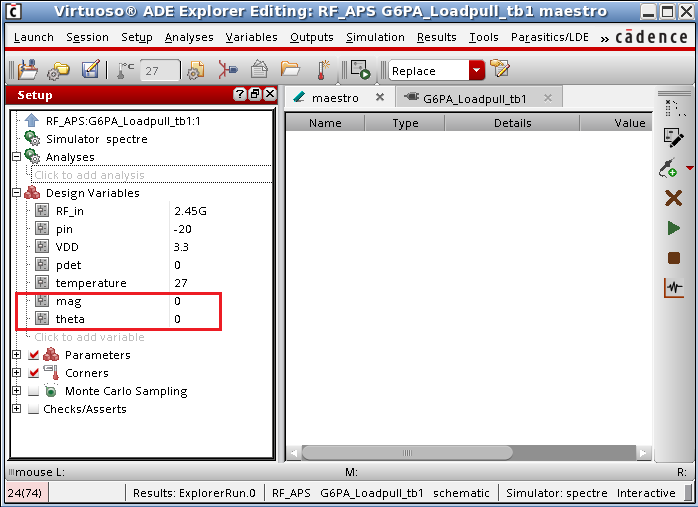 Virtuoso® ADE Explorer Editing: RF_APS G6PA_Loadpull_tb1 maestro
Launch Session Setup Analyses Variables Outputs Simulation Results Tools Parasitics/LDE » cādence
°C 27 Replace
Setup
RF_APS:G6PA_Loadpull_tb1:1
Simulator spectre
Analyses
Click to add analysis
Design Variables
RF_in 2.45G
pin -20
VDD 3.3
pdet 0
temperature 27
mag 0
theta 0
Click to add variable
Parameters
Corners
Monte Carlo Sampling
Checks/Asserts
maestro G6PA_Loadpull_tb1
Name Type Details Value
mouse L: M: R:
24(74) Results: ExplorerRun.0 RF_APS G6PA_Loadpull_tb1 schematic Simulator: spectre Interactive